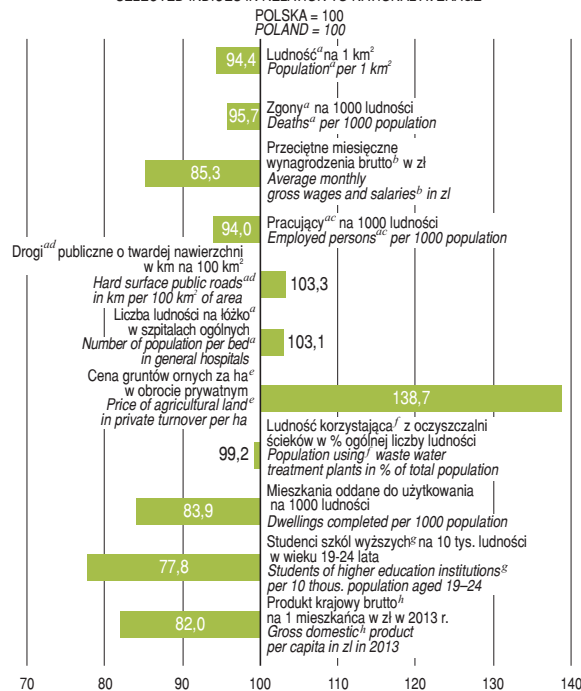 SELECTED INDICES IN RELATION TO NATIONAL AVERAGE
POLSKA = 100
POLAND = 100
94,4
Ludność^a na 1 km²
Population^a per 1 km²
95,7
Zgony^a na 1000 ludności
Deaths^a per 1000 population
85,3
Przeciętne miesięczne
wynagrodzenia brutto^b w zł
Average monthly
gross wages and salaries^b in zl
94,0
Pracujący^ac na 1000 ludności
Employed persons^ac per 1000 population
Drogi^ad publiczne o twardej nawierzchni
w km na 100 km²
Hard surface public roads^ad
in km per 100 km² of area
103,3
Liczba ludności na łóżko^a
w szpitalach ogólnych
Number of population per bed^a
in general hospitals
103,1
Cena gruntów ornych za ha^e
w obrocie prywatnym
Price of agricultural land^e
in private turnover per ha
138,7
99,2
Ludność korzystająca^f z oczyszczalni
ścieków w % ogólnej liczby ludności
Population using^f waste water
treatment plants in % of total population
83,9
Mieszkania oddane do użytkowania
na 1000 ludności
Dwellings completed per 1000 population
77,8
Studenci szkół wyższych^g na 10 tys. ludności
w wieku 19-24 lata
Students of higher education institutions^g
per 10 thous. population aged 19–24
82,0
Produkt krajowy brutto^h
na 1 mieszkańca w zł w 2013 r.
Gross domestic^h product
per capita in zl in 2013
70 80 90 100 110 120 130 140